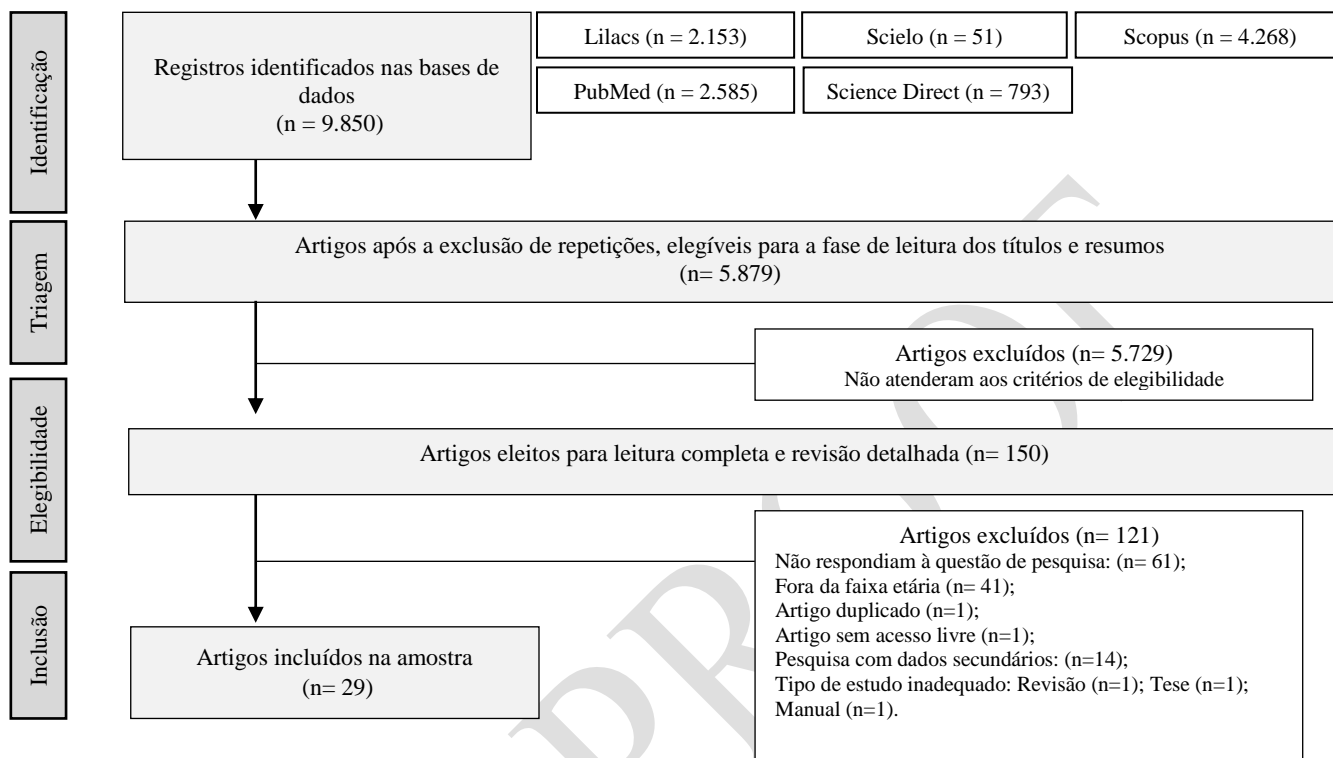 Identificação
Registros identificados nas bases de
dados
(n = 9.850)
Lilacs (n = 2.153)
Scielo (n = 51)
Scopus (n = 4.268)
PubMed (n = 2.585)
Science Direct (n = 793)
Triagem
Artigos após a exclusão de repetições, elegíveis para a fase de leitura dos títulos e resumos
(n= 5.879)
Artigos excluídos (n= 5.729)
Não atenderam aos critérios de elegibilidade
Elegibilidade
Artigos eleitos para leitura completa e revisão detalhada (n= 150)
Artigos excluídos (n= 121)
Não respondiam à questão de pesquisa: (n= 61);
Fora da faixa etária (n= 41);
Artigo duplicado (n=1);
Artigo sem acesso livre (n=1);
Pesquisa com dados secundários: (n=14);
Tipo de estudo inadequado: Revisão (n=1); Tese (n=1);
Manual (n=1).
Inclusão
Artigos incluídos na amostra
(n= 29)